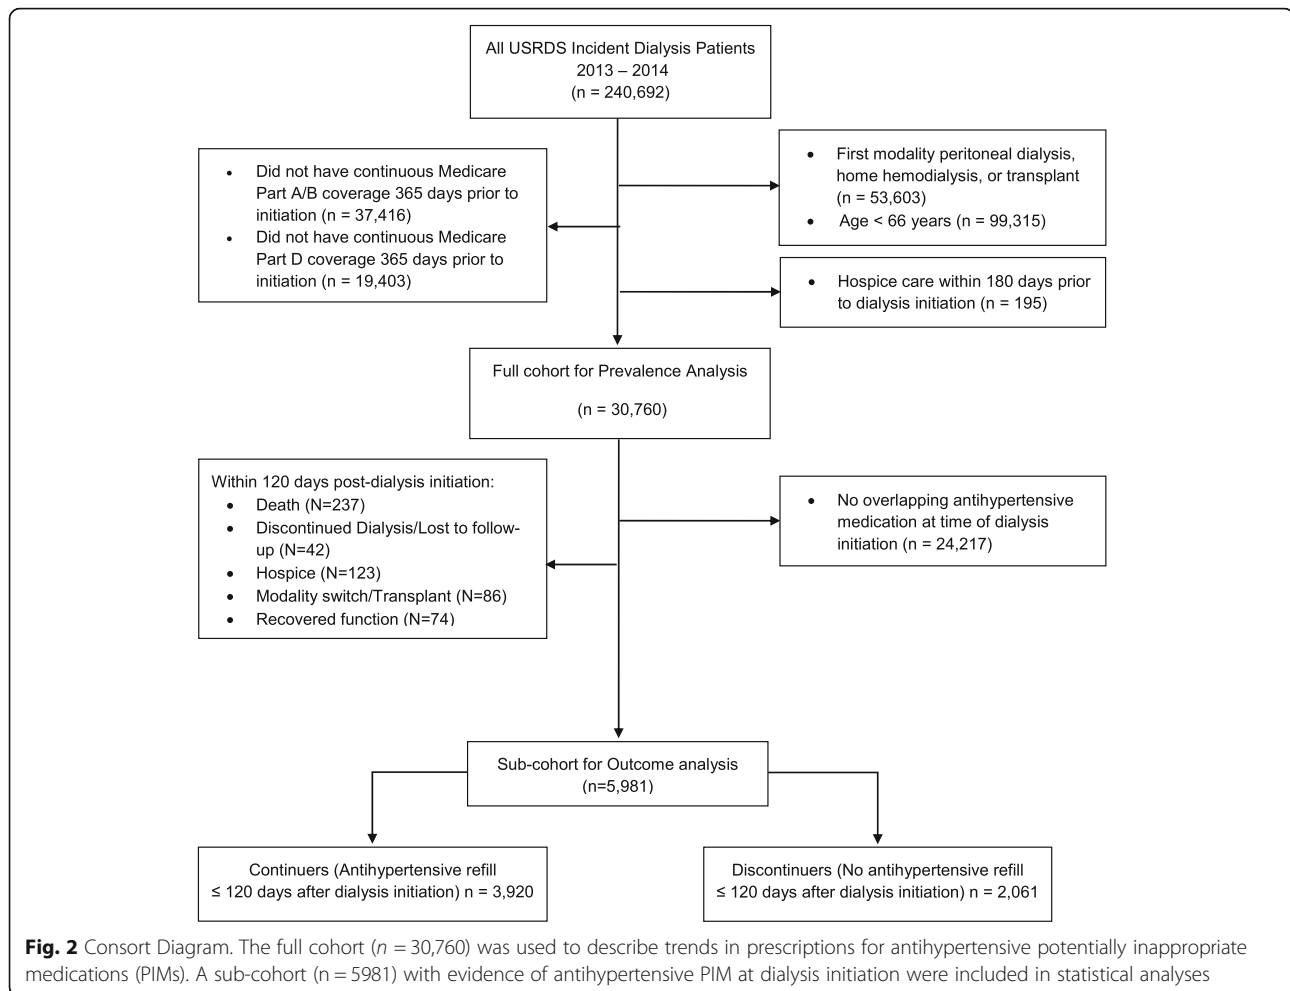 All USRDS Incident Dialysis Patients
2013 – 2014
(n = 240,692)
• First modality peritoneal dialysis,
home hemodialysis, or transplant
(n = 53,603)
• Age < 66 years (n = 99,315)
• Did not have continuous Medicare
Part A/B coverage 365 days prior to
initiation (n = 37,416)
• Did not have continuous Medicare
Part D coverage 365 days prior to
initiation (n = 19,403)
• Hospice care within 180 days prior
to dialysis initiation (n = 195)
Full cohort for Prevalence Analysis
(n = 30,760)
Within 120 days post-dialysis initiation:
• Death (N=237)
• Discontinued Dialysis/Lost to follow-
up (N=42)
• Hospice (N=123)
• Modality switch/Transplant (N=86)
• Recovered function (N=74)
• No overlapping antihypertensive
medication at time of dialysis
initiation (n = 24,217)
Sub-cohort for Outcome analysis
(n=5,981)
Continuers (Antihypertensive refill
≤ 120 days after dialysis initiation) n = 3,920
Discontinuers (No antihypertensive refill
≤ 120 days after dialysis initiation) n = 2,061
Fig. 2 Consort Diagram. The full cohort (n = 30,760) was used to describe trends in prescriptions for antihypertensive potentially inappropriate
medications (PIMs). A sub-cohort (n = 5981) with evidence of antihypertensive PIM at dialysis initiation were included in statistical analyses